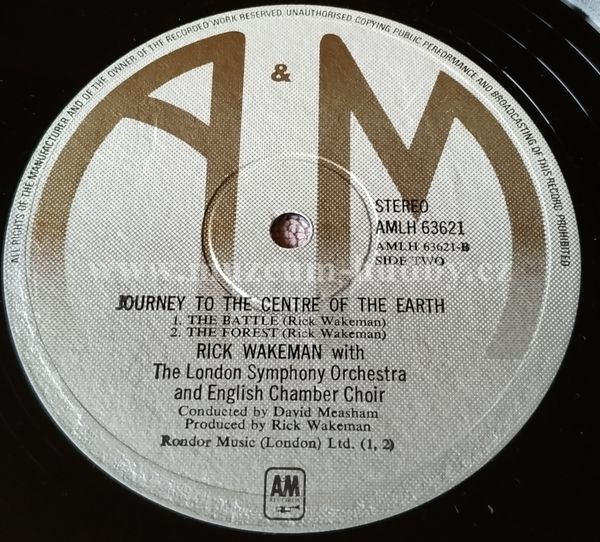 ALL RIGHTS OF THE MANUFACTURER AND OF THE OWNER OF THE RECORDED WORK RESERVED. UNAUTHORISED COPYING PUBLIC PERFORMANCE AND BROADCASTING OF THIS RECORD PROHIBITED
A & M
STEREO
AMLH 63621
AMLH 63621-B
SIDE TWO
JOURNEY TO THE CENTRE OF THE EARTH
1. THE BATTLE (Rick Wakeman)
2. THE FOREST (Rick Wakeman)
RICK WAKEMAN with
The London Symphony Orchestra
and English Chamber Choir
Conducted by David Measham
Produced by Rick Wakeman
Rondor Music (London) Ltd. (1, 2)
AM
RECORDS